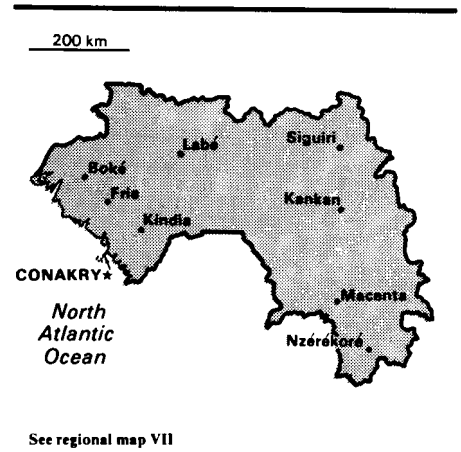 200 km
Labé
Siguiri
Boké
Fria
Kankan
Kindia
CONAKRY
Macenta
North
Atlantic
Ocean
Nzérékoré
See regional map VII